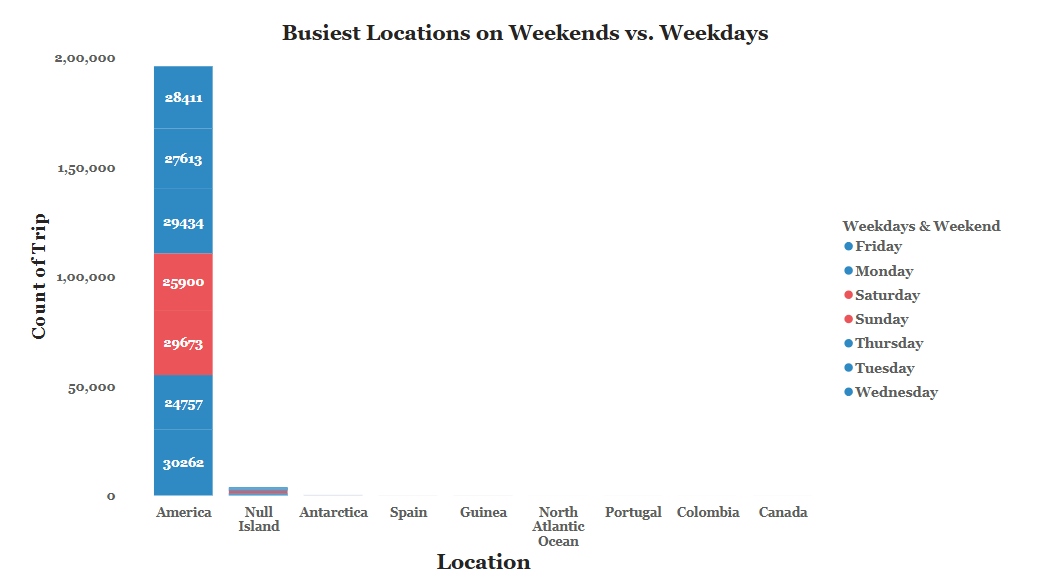 Busiest Locations on Weekends vs. Weekdays
2,00,000
1,50,000
1,00,000
50,000
0
Count of Trip
28411
27613
29434
25900
29673
24757
30262
America
Null
Island
Antarctica
Spain
Guinea
North
Atlantic
Ocean
Portugal
Colombia
Canada
Location
Weekdays & Weekend
Friday
Monday
Saturday
Sunday
Thursday
Tuesday
Wednesday